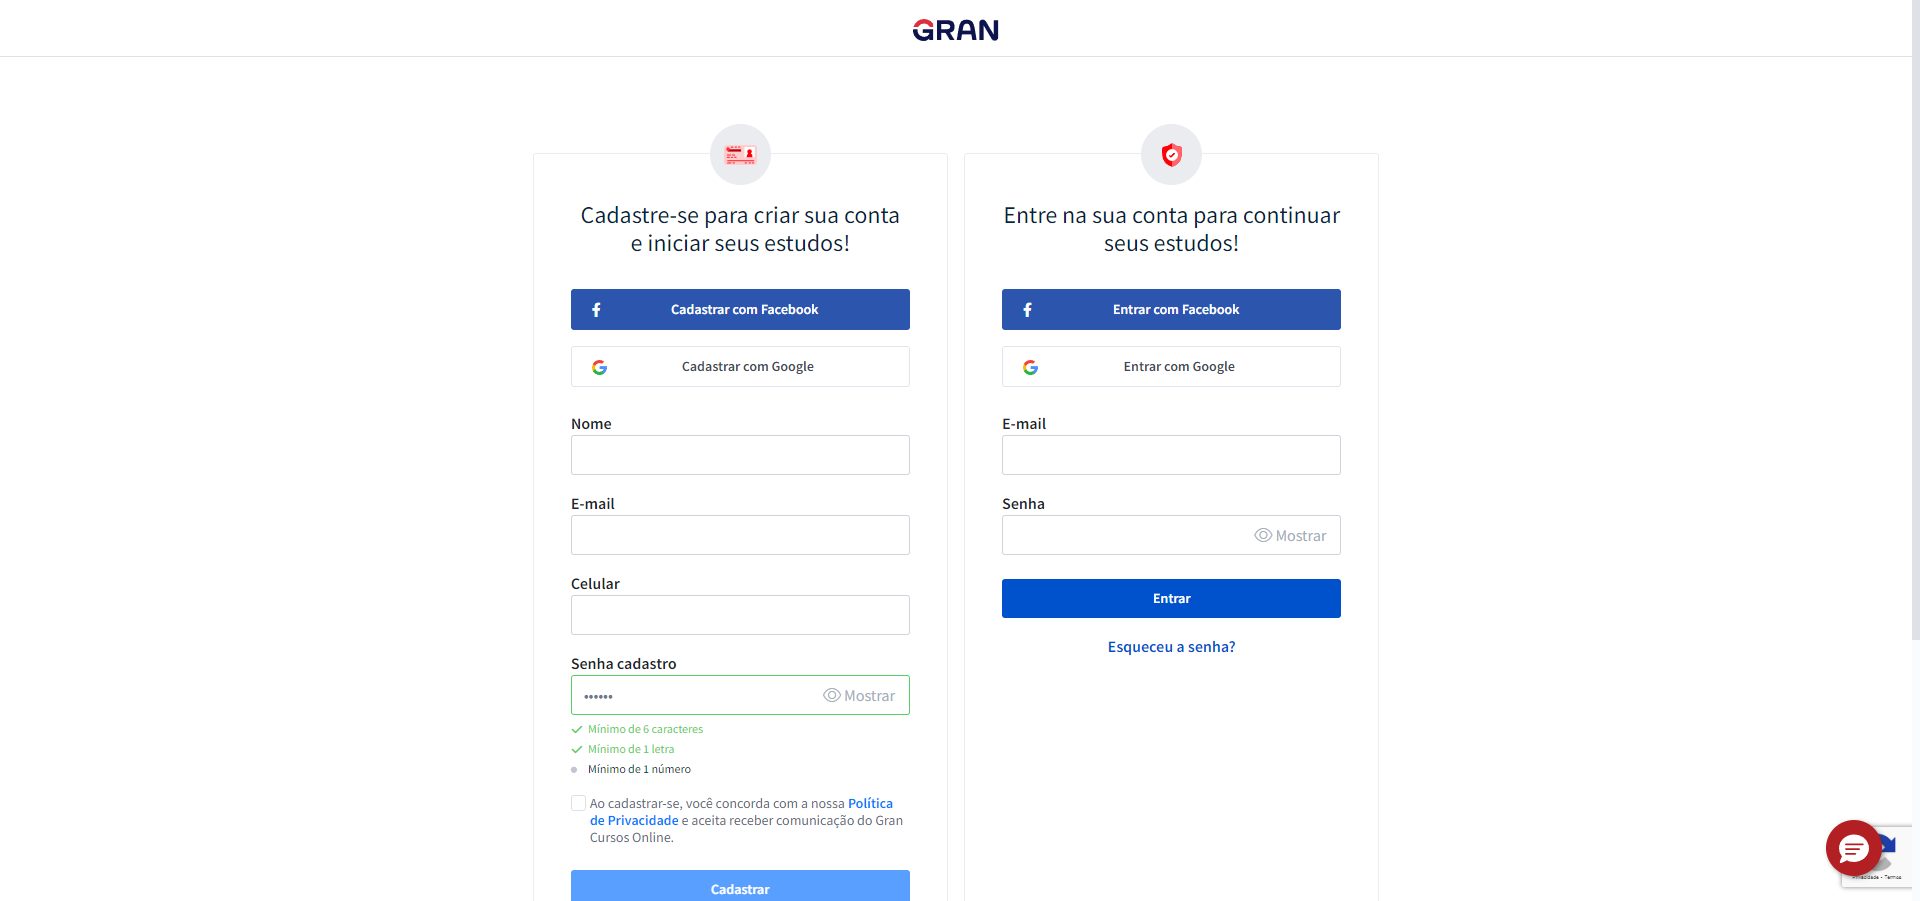 GRAN
Cadastre-se para criar sua conta
e iniciar seus estudos!
Cadastrar com Facebook
Cadastrar com Google
Nome
E-mail
Celular
Senha cadastro
••••••
Mostrar
Mínimo de 6 caracteres
Mínimo de 1 letra
Mínimo de 1 número
Ao cadastrar-se, você concorda com a nossa Política
de Privacidade e aceita receber comunicação do Gran
Cursos Online.
Cadastrar
Entre na sua conta para continuar
seus estudos!
Entrar com Facebook
Entrar com Google
E-mail
Senha
Mostrar
Entrar
Esqueceu a senha?
Privacidade - Termos